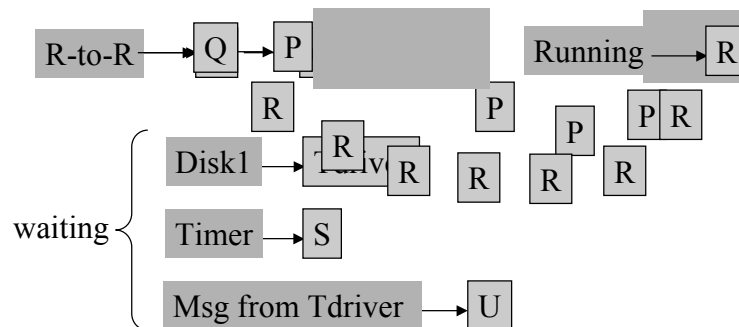 R-to-R Q P Running R
R P P P R
Disk1 R R R R R
waiting Timer S
Msg from Tdriver U